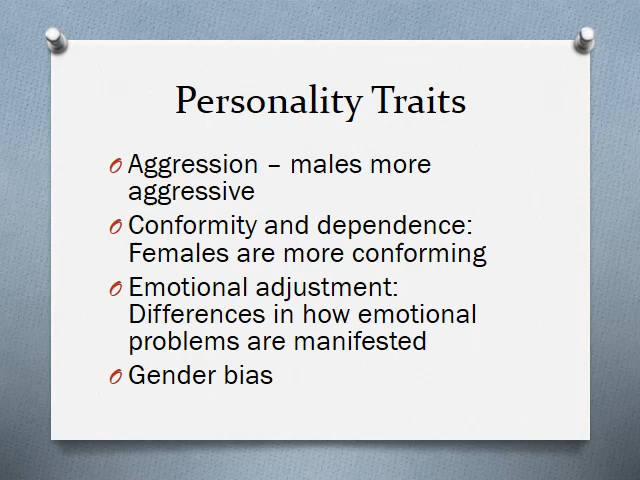 Personality Traits
Aggression – males more
aggressive
Conformity and dependence:
Females are more conforming
Emotional adjustment:
Differences in how emotional
problems are manifested
Gender bias